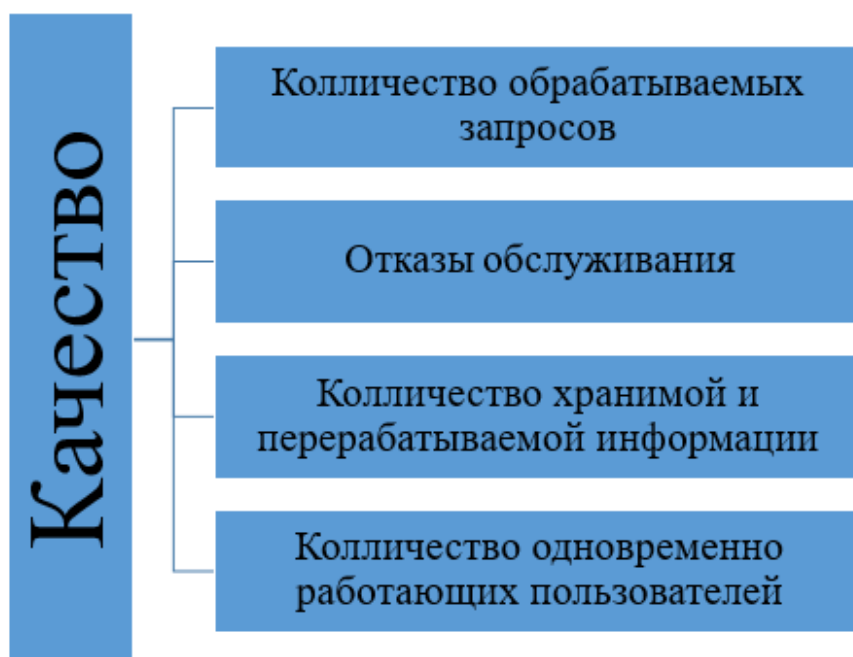 Качество
Колличество обрабатываемых
запросов
Отказы обслуживания
Колличество хранимой и
перерабатываемой информации
Колличество одновременно
работающих пользователей